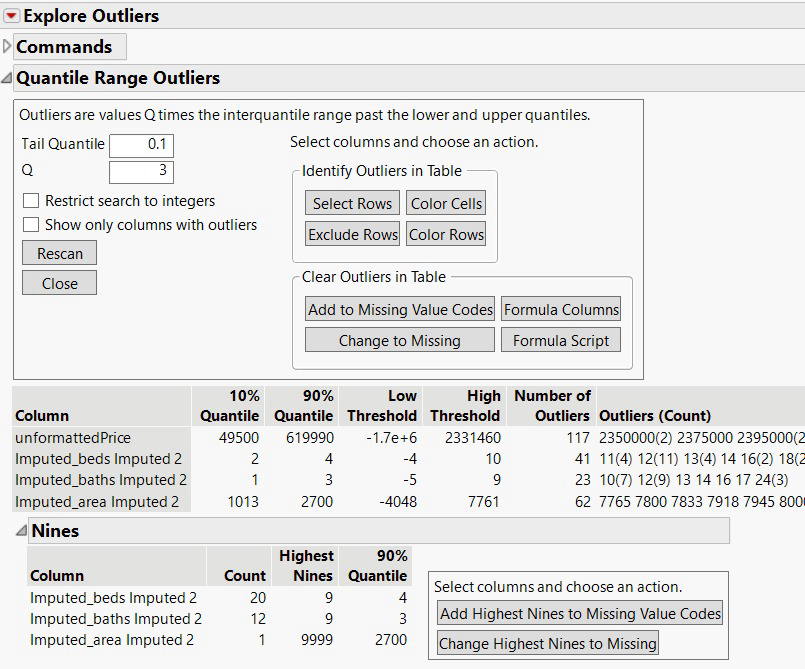 Explore Outliers
Commands
Quantile Range Outliers
Outliers are values Q times the interquantile range past the lower and upper quantiles.
Tail Quantile 0.1
Q 3
Restrict search to integers
Show only columns with outliers
Rescan
Close
Select columns and choose an action.
Identify Outliers in Table
Select Rows Color Cells
Exclude Rows Color Rows
Clear Outliers in Table
Add to Missing Value Codes Formula Columns
Change to Missing Formula Script
10% 90% Low High Number of
Column Quantile Quantile Threshold Threshold Outliers Outliers (Count)
unformattedPrice 49500 619990 -1.7e+6 2331460 117 2350000(2) 2375000 2395000(2
Imputed_beds Imputed 2 2 4 -4 10 41 11(4) 12(11) 13(4) 14 16(2) 18(2
Imputed_baths Imputed 2 1 3 -5 9 23 10(7) 12(9) 13 14 16 17 24(3)
Imputed_area Imputed 2 1013 2700 -4048 7761 62 7765 7800 7833 7918 7945
Nines
Highest 90%
Column Count Nines Quantile
Imputed_beds Imputed 2 20 9 4
Imputed_baths Imputed 2 12 9 3
Imputed_area Imputed 2 1 9999 2700
Select columns and choose an action.
Add Highest Nines to Missing Value Codes
Change Highest Nines to Missing